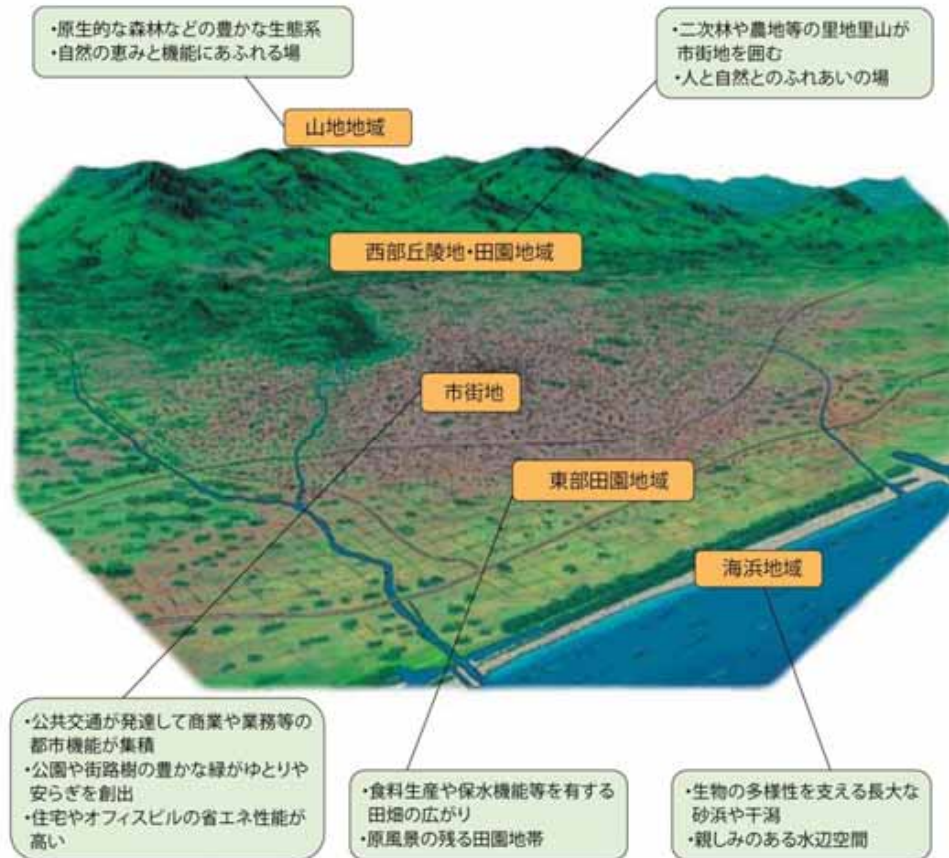 ・原生的な森林などの豊かな生態系
・自然の恵みと機能にあふれる場
・二次林や農地等の里地里山が
市街地を囲む
・人と自然とのふれあいの場
山地地域
西部丘陵地・田園地域
市街地
東部田園地域
海浜地域
・公共交通が発達して商業や業務等の
都市機能が集積
・公園や街路樹の豊かな緑がゆとりや
安らぎを創出
・住宅やオフィスビルの省エネ性能が
高い
・食料生産や保水機能等を有する
田畑の広がり
・原風景の残る田園地帯
・生物の多様性を支える長大な
砂浜や干潟
・親しみのある水辺空間